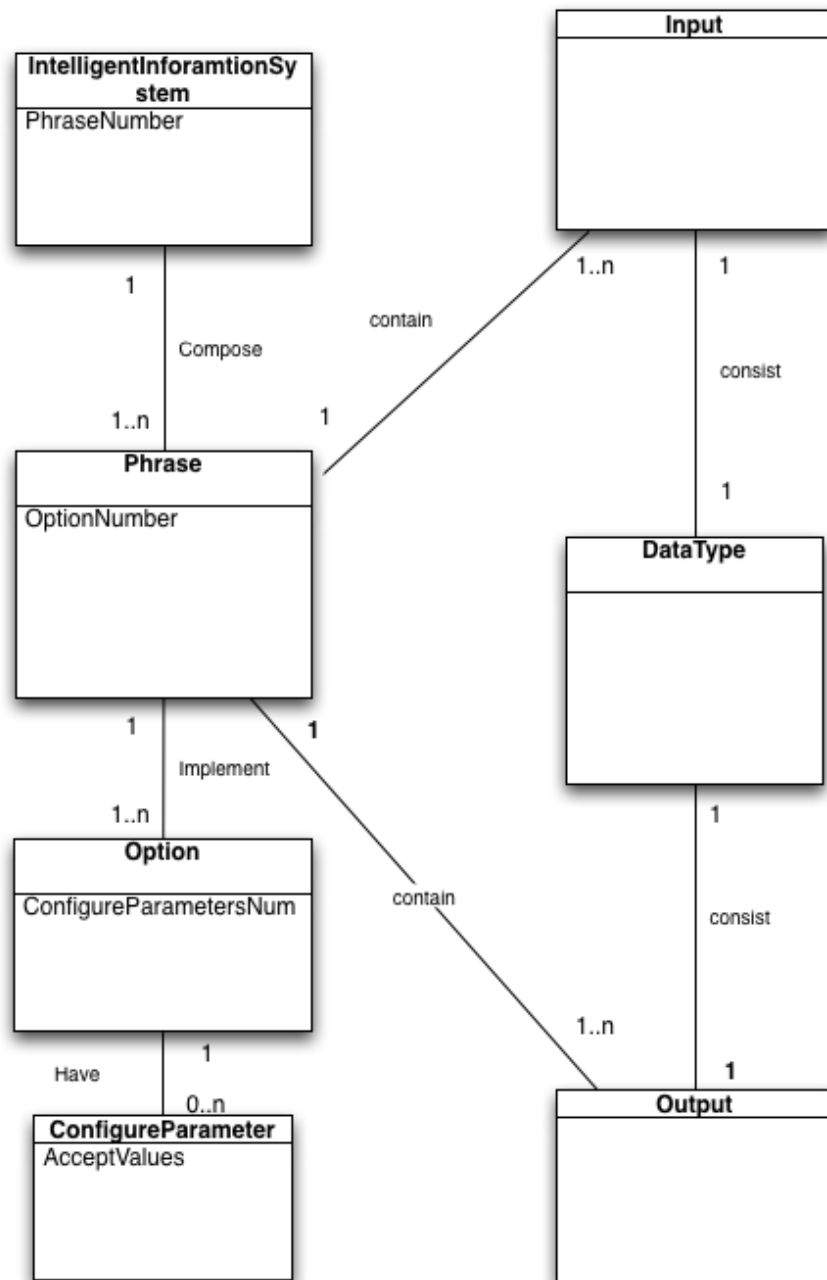 Input
IntelligentInforamtionSy
stem
PhraseNumber
1
1..n
1
contain
Compose
consist
1..n
1
1
Phrase
OptionNumber
DataType
1
1
Implement
1..n
1
Option
ConfigureParametersNum
contain
consist
1..n
1
Have
1
0..n
Output
ConfigureParameter
AcceptValues